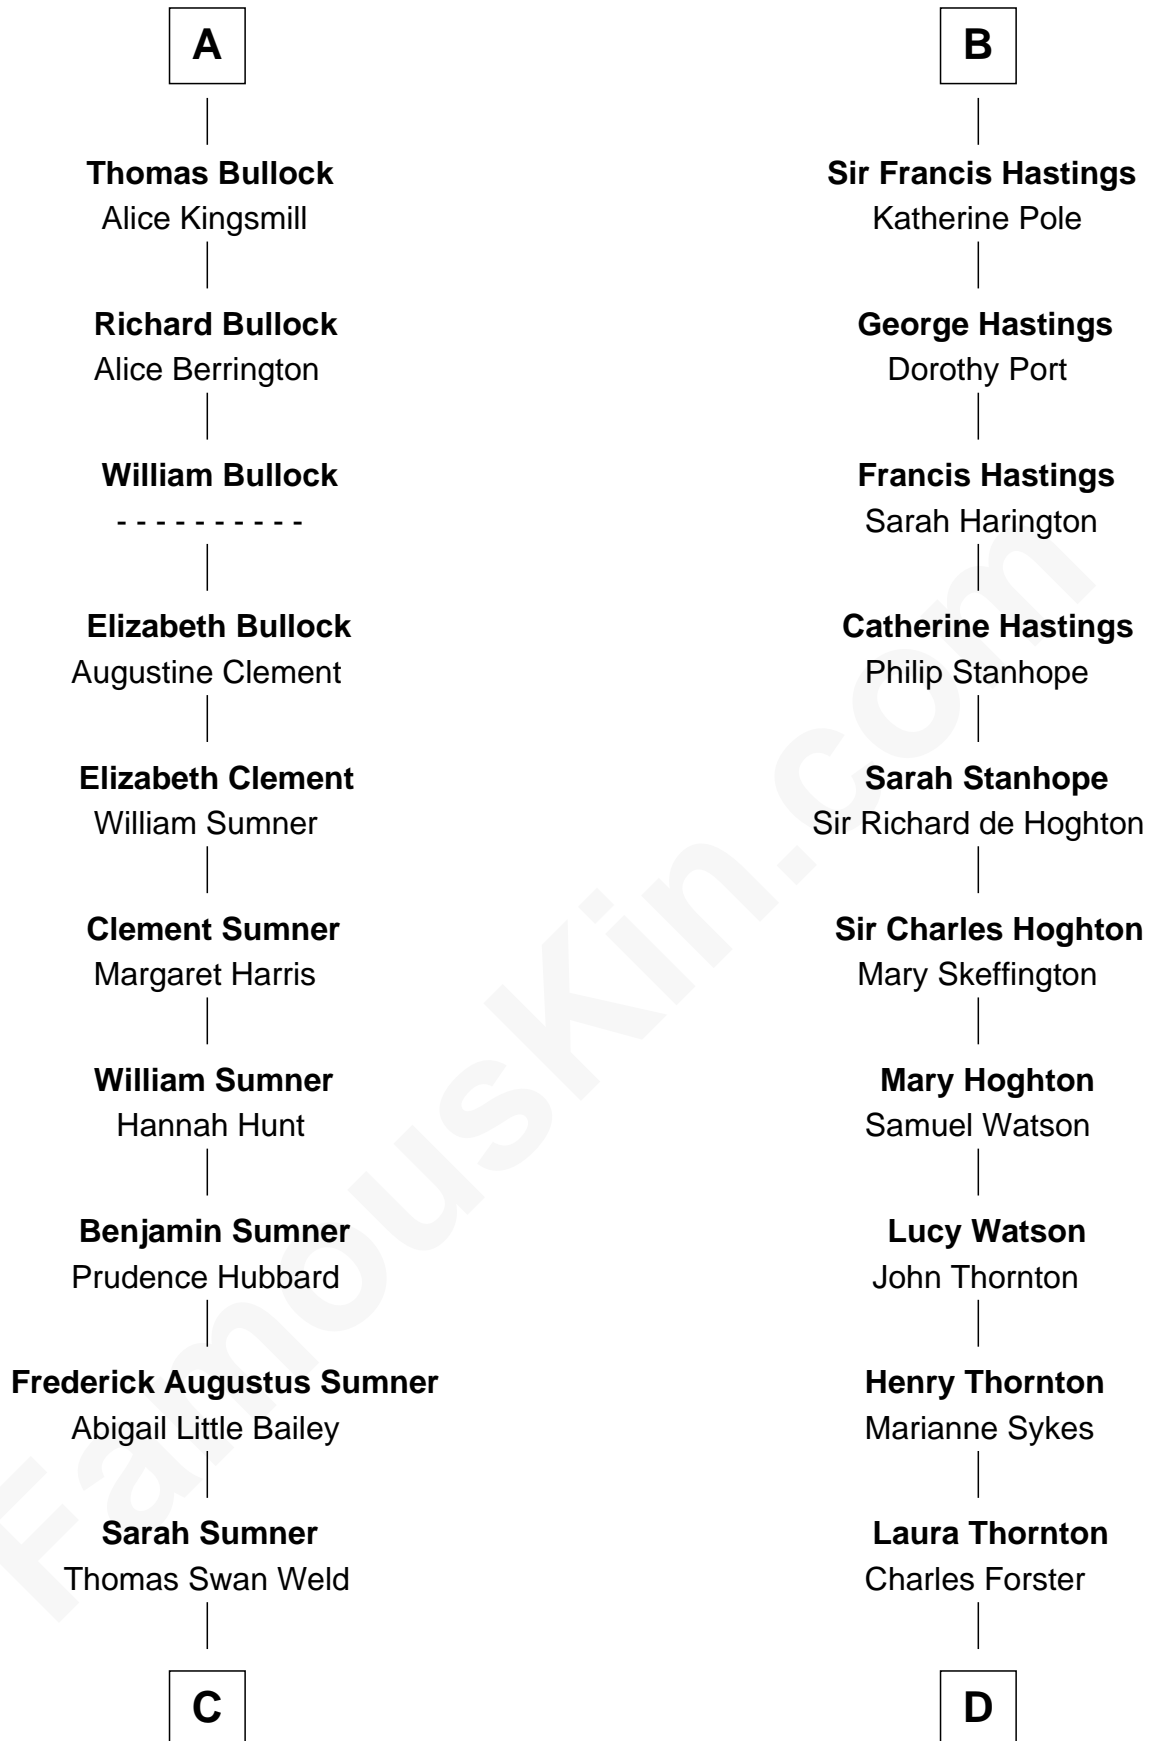 A
B
Thomas Bullock
Alice Kingsmill
Sir Francis Hastings
Katherine Pole
Richard Bullock
Alice Berrington
George Hastings
Dorothy Port
William Bullock
- - - - - - - - - -
Francis Hastings
Sarah Harington
Elizabeth Bullock
Augustine Clement
Catherine Hastings
Philip Stanhope
Elizabeth Clement
William Sumner
Sarah Stanhope
Sir Richard de Hoghton
Clement Sumner
Margaret Harris
Sir Charles Hoghton
Mary Skeffington
William Sumner
Hannah Hunt
Mary Hoghton
Samuel Watson
Benjamin Sumner
Prudence Hubbard
Lucy Watson
John Thornton
Frederick Augustus Sumner
Abigail Little Bailey
Henry Thornton
Marianne Sykes
Sarah Sumner
Thomas Swan Weld
Laura Thornton
Charles Forster
C
D
FamousKin.com